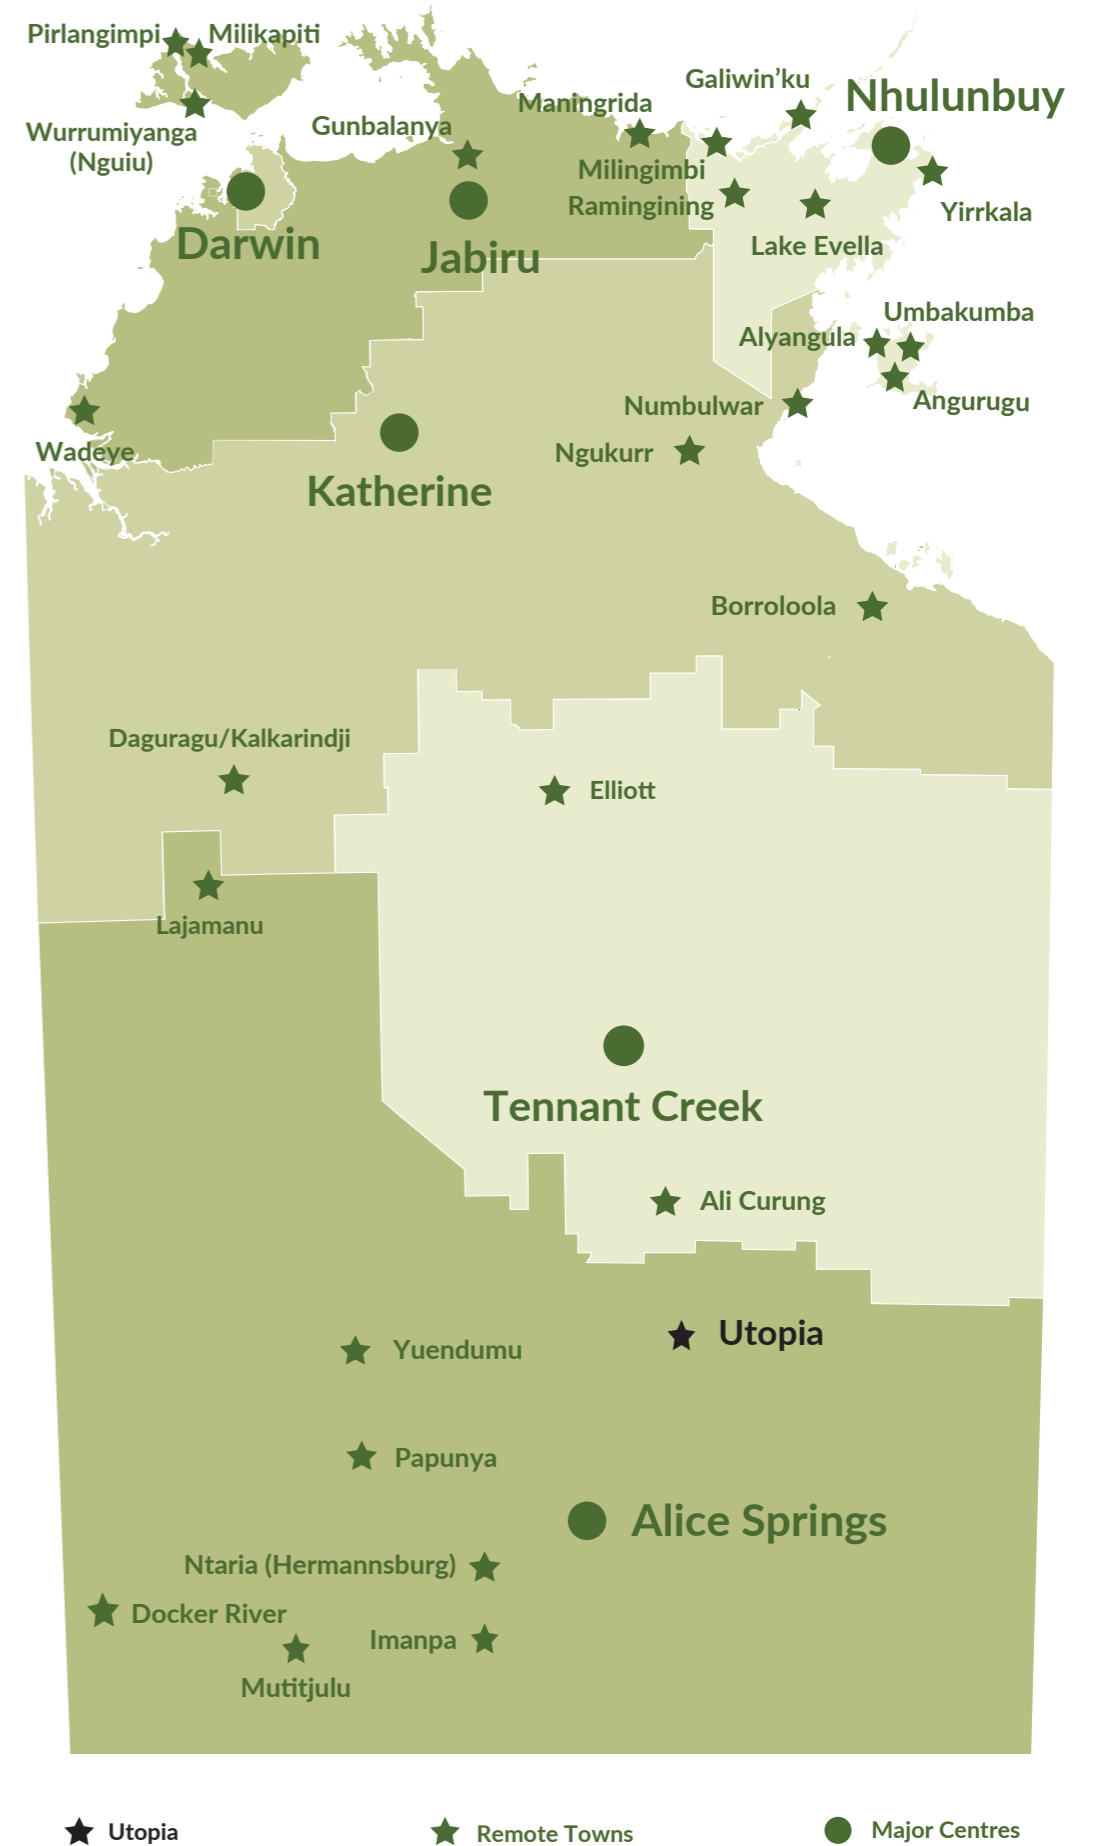 Pirlangimpi
Milikapiti
Galiwin’ku
Nhulunbuy
Maningrida
Wurrumiyanga
(Nguiu)
Gunbalanya
Milingimbi
Ramingining
Yirrkala
Darwin
Jabiru
Lake Evella
Umbakumba
Alyangula
Angurugu
Numbulwar
Wadeye
Ngukurr
Katherine
Borroloola
Daguragu/Kalkarindji
Elliott
Lajamanu
Tennant Creek
Ali Curung
Utopia
Yuendumu
Papunya
Alice Springs
Ntaria (Hermannsburg)
Docker River
Imanpa
Mutitjulu
Utopia
Remote Towns
Major Centres